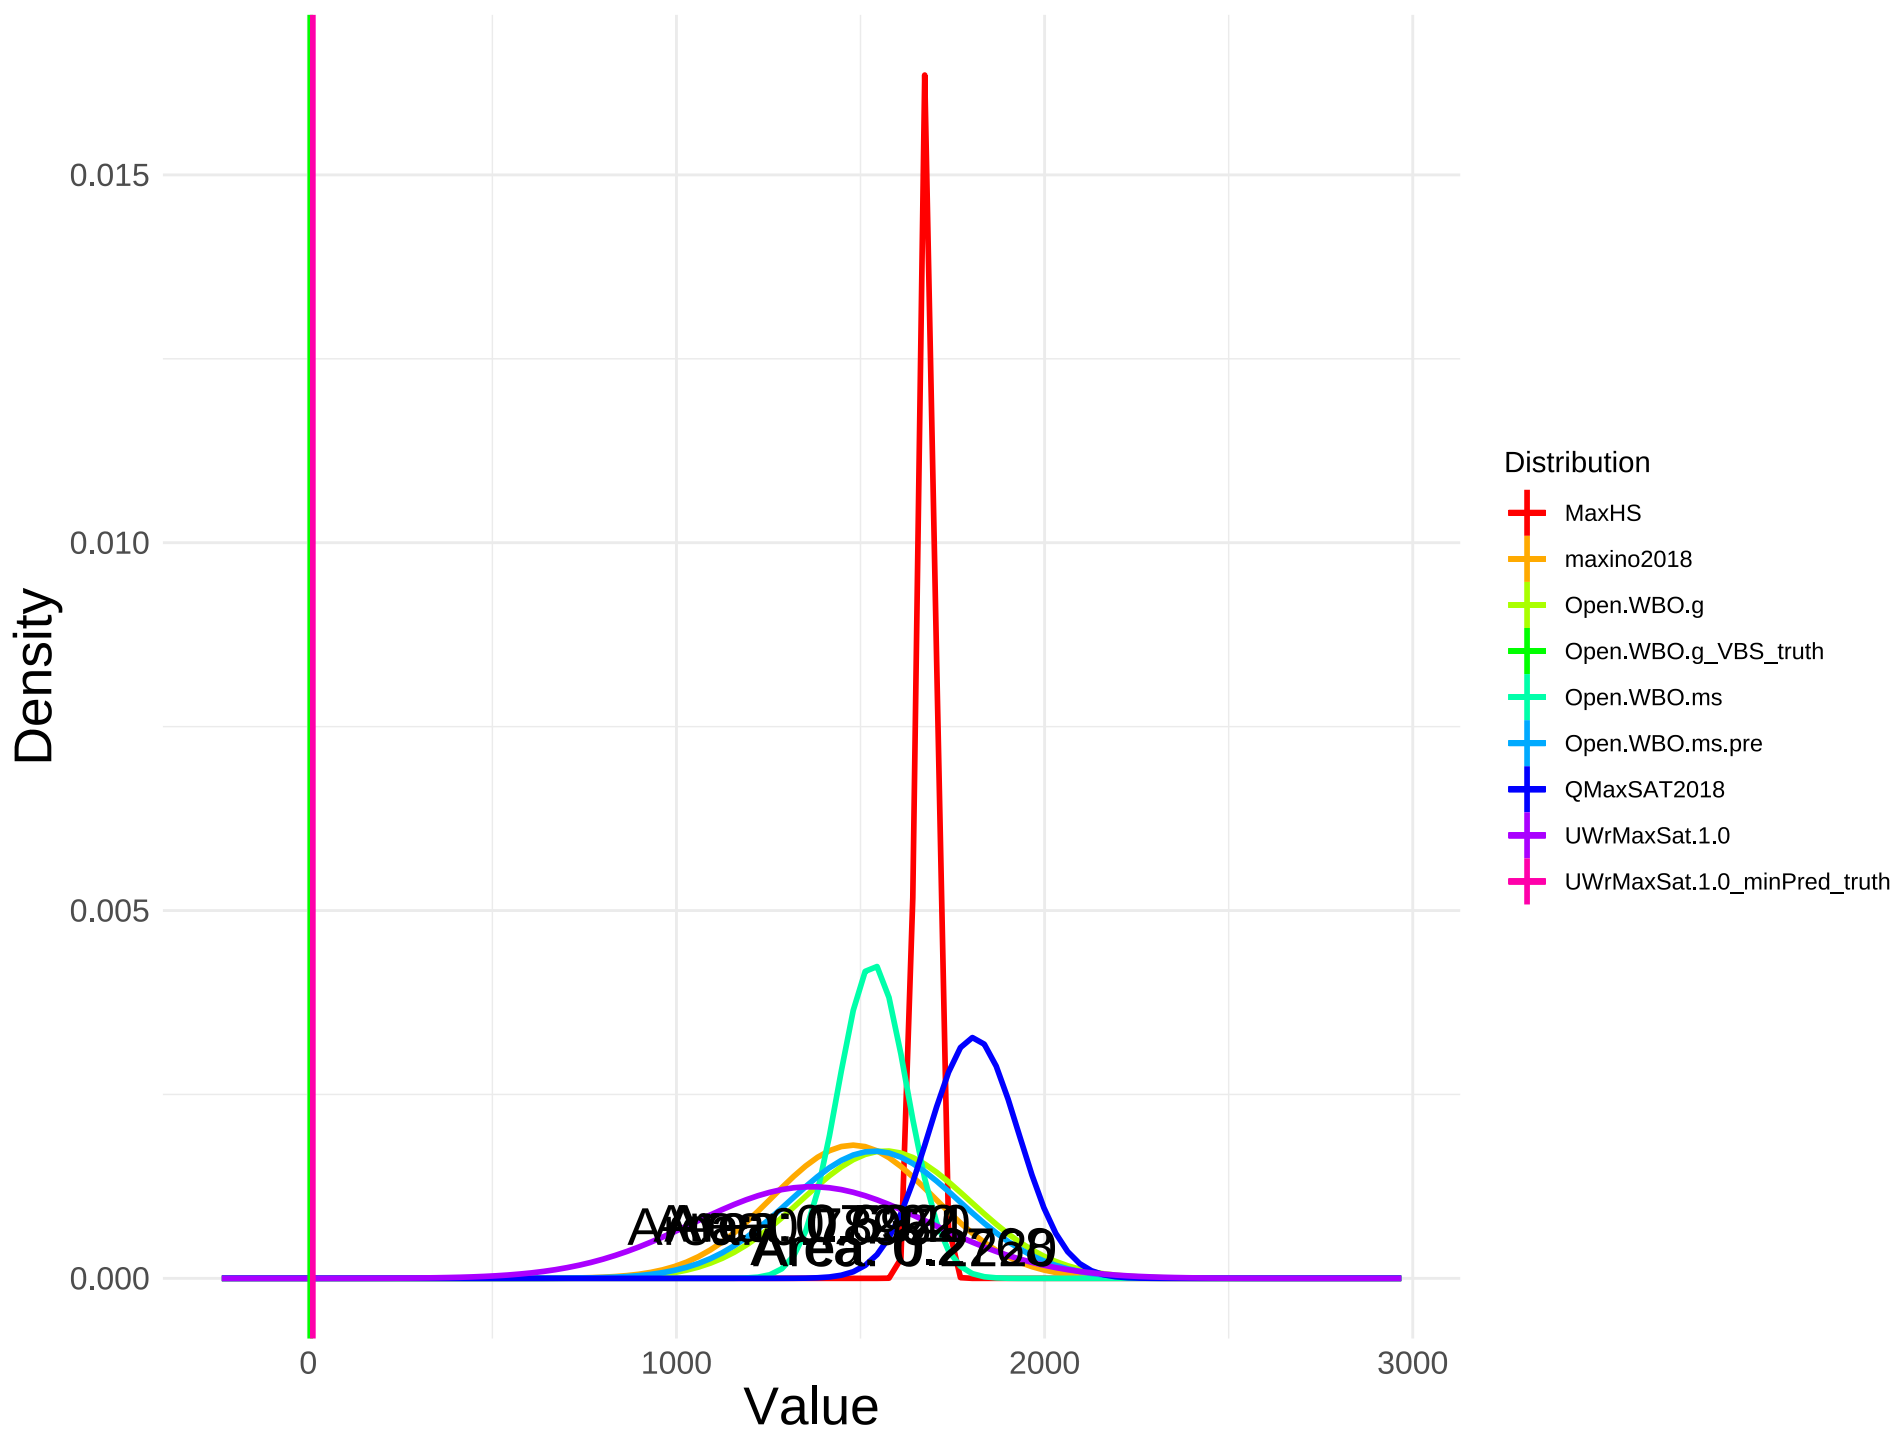 0.015
0.010
0.005
0.000
Density
0
1000
2000
3000
Value
Area:
Distribution
MaxHS
maxino2018
Open.WBO.g
Open.WBO.g_VBS_truth
Open.WBO.ms
Open.WBO.ms.pre
QMaxSAT2018
UWrMaxSat.1.0
UWrMaxSat.1.0_minPred_truth